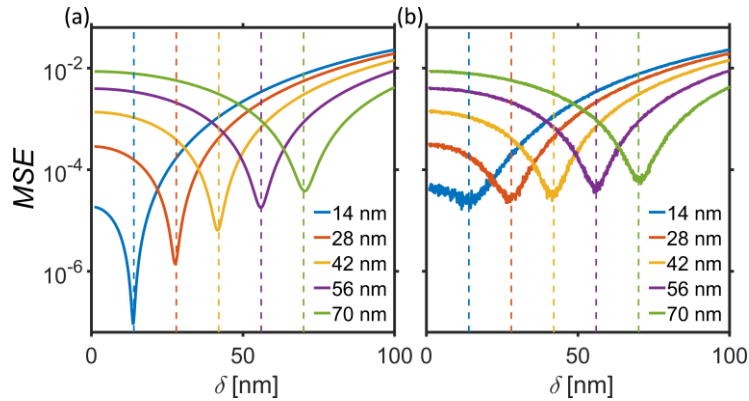 (a)
(b)
MSE
10⁻²
10⁻⁴
10⁻⁶
14 nm
28 nm
42 nm
56 nm
70 nm
14 nm
28 nm
42 nm
56 nm
70 nm
0 50 100 0 50 100
δ [nm] δ [nm]